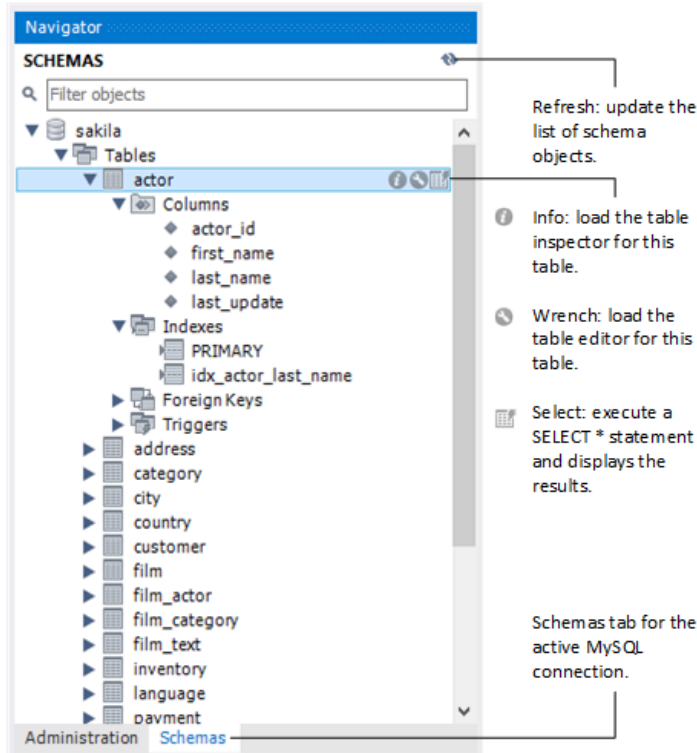 Navigator
SCHEMAS
Filter objects
sakila
Tables
actor
Columns
actor_id
first_name
last_name
last_update
Indexes
PRIMARY
idx_actor_last_name
Foreign Keys
Triggers
address
category
city
country
customer
film
film_actor
film_category
film_text
inventory
language
payment
Administration Schemas
Refresh: update the
list of schema
objects.
Info: load the table
inspector for this
table.
Wrench: load the
table editor for this
table.
Select: execute a
SELECT * statement
and displays the
results.
Schemas tab for the
active MySQL
connection.